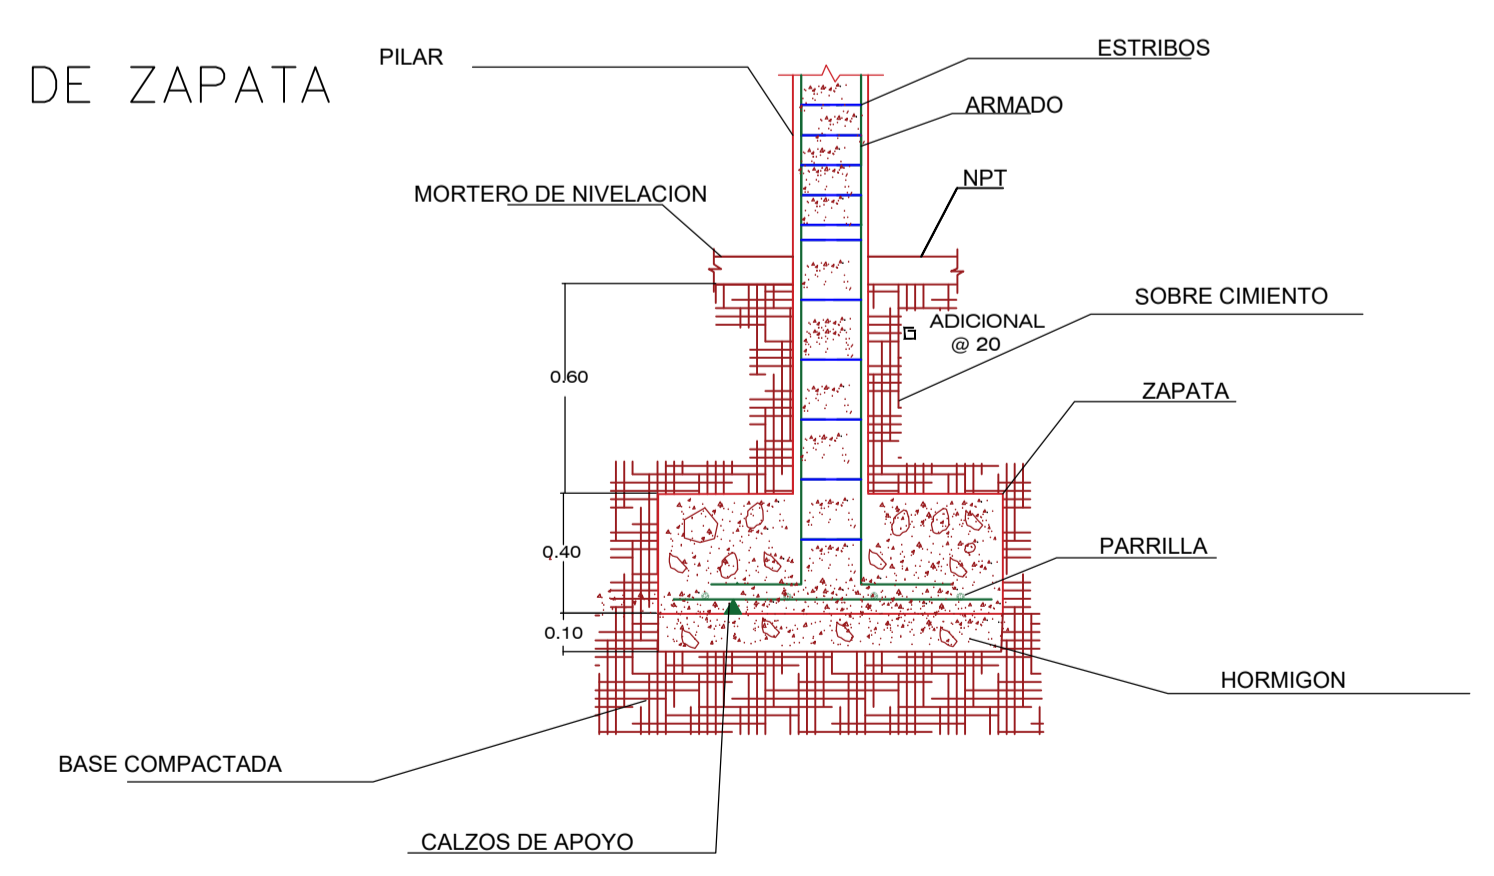 DE ZAPATA
PILAR
ESTRIBOS
ARMADO
NPT
MORTERO DE NIVELACION
SOBRE CIMIENTO
ADICIONAL
@ 20
0.60
ZAPATA
PARRILLA
0.40
0.10
HORMIGON
BASE COMPACTADA
CALZOS DE APOYO